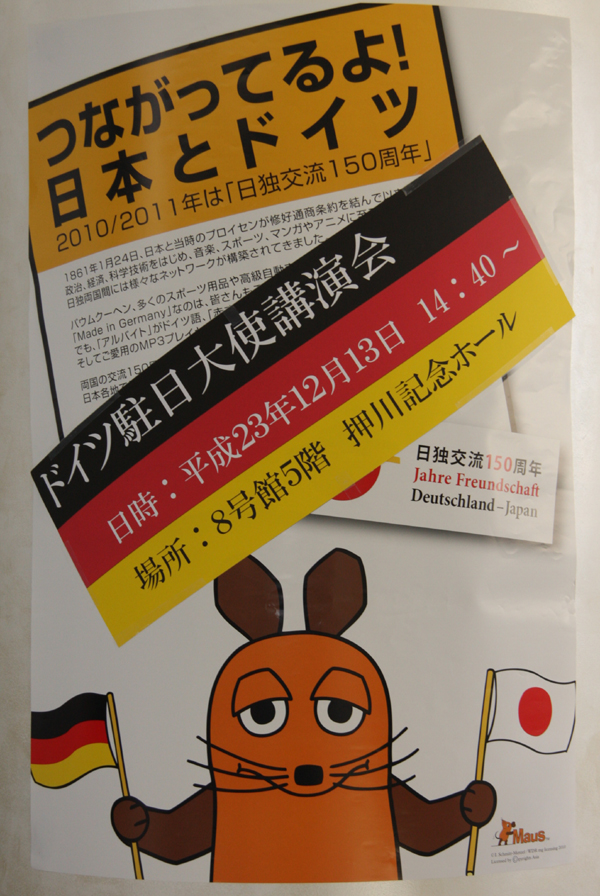 つながってるよ!
日本とドイツ
2010/2011年は「日独交流150周年」
1861年1月24日、日本と当時のプロイセンが修好通商条約を結んで以
政治、経済、科学技術をはじめ、音楽、スポーツ、マンガやアニメに
日独両国間には様々なネットワークが構築されてきました
バウムクーヘン、多くのスポーツ用品や高級自動
「Made in Germany」なのは、皆さんも
でも、「アルバイト」がドイツ語、「赤
そしてご愛用のMP3プレイ
両国の交流150
日本各地で
ドイツ駐日大使講演会
日時:平成23年12月13日 14:40〜
場所:8号館5階 押川記念ホール
日独交流150周年
Jahre Freundschaft
Deutschland–Japan
Maus